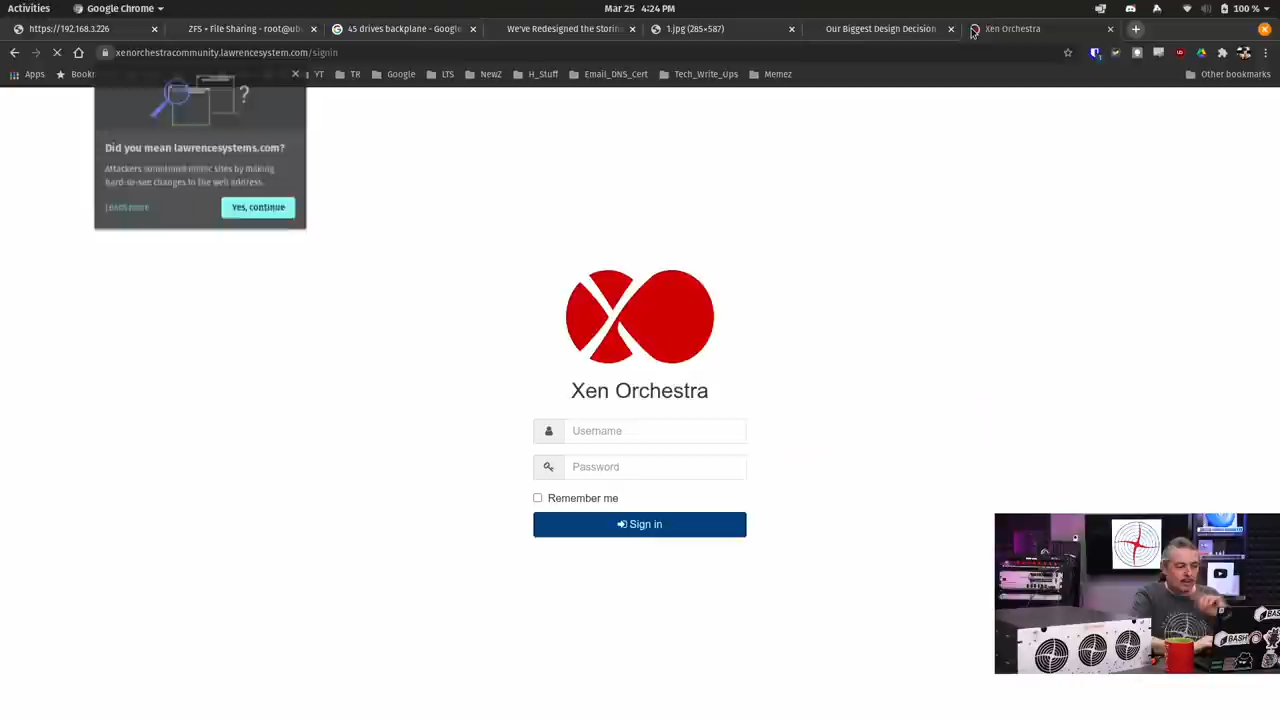 Activities
Google Chrome
Mar 25 4:24 PM
100 %
https://192.168.3.226
ZFS + File Sharing - root@ub
45 drives backplane - Google
We've Redesigned the Storin
1.jpg (285×587)
Our Biggest Design Decision
Xen Orchestra
xenorchestracommunity.lawrencesystem.com/signin
Apps
Bookm
YT
TR
Google
LTS
NewZ
H_Stuff
Email_DNS_Cert
Tech_Write_Ups
Memez
Other bookmarks
?
Did you mean lawrencesystems.com?
Attackers sometimes mimic sites by making
hard-to-see changes to the web address.
Learn more
Yes, continue
Xen Orchestra
Username
Password
Remember me
Sign in
BASH
BASH